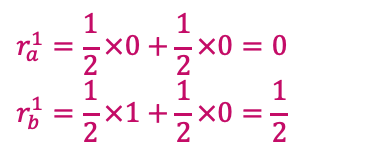 r_a^1 = 1/2 ×0 + 1/2 ×0 = 0
r_b^1 = 1/2 ×1 + 1/2 ×0 = 1/2